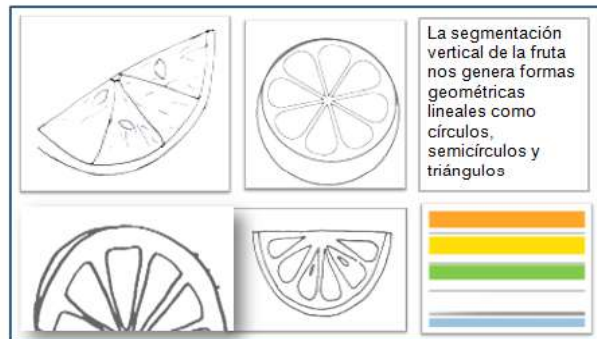 La segmentación
vertical de la fruta
nos genera formas
geométricas
lineales como
círculos,
semicírculos y
triángulos